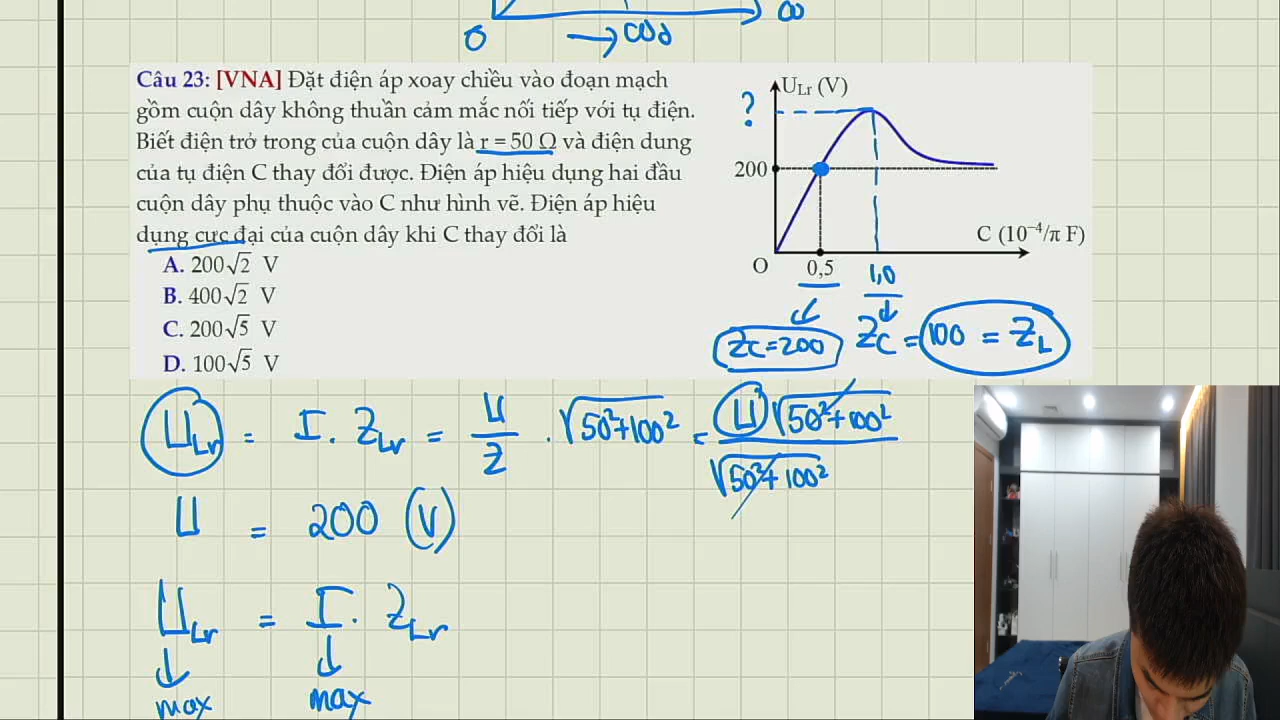 O → Cос ∞
Câu 23: [VNA] Đặt điện áp xoay chiều vào đoạn mạch
gồm cuộn dây không thuần cảm mắc nối tiếp với tụ điện.
Biết điện trở trong của cuộn dây là r = 50 Ω và điện dung
của tụ điện C thay đổi được. Điện áp hiệu dụng hai đầu
cuộn dây phụ thuộc vào C như hình vẽ. Điện áp hiệu
dụng cực đại của cuộn dây khi C thay đổi là
A. 200√2 V
B. 400√2 V
C. 200√5 V
D. 100√5 V
U_Lr (V)
?
200
C (10⁻⁴/π F)
O 0,5 1,0
Z_C = 200 Z_C = 100 = Z_L
U_Lr = I. Z_Lr = U/Z . √50²+100² = U√50²+100² / √50²+100²
U = 200 (V)
U_Lr = I. Z_Lr
max max